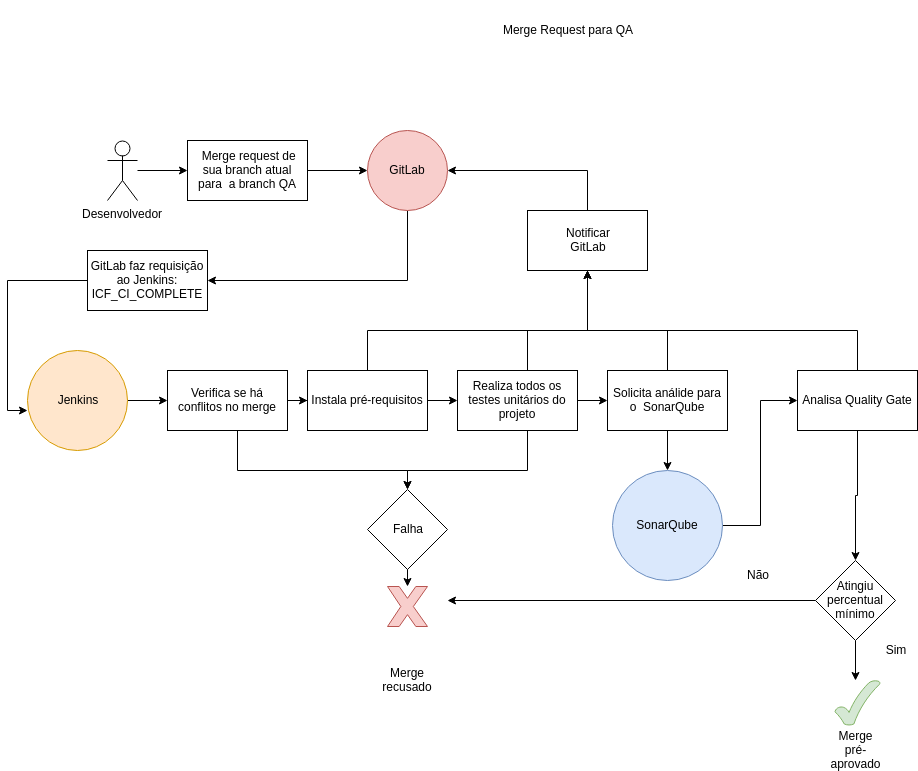 Merge Request para QA
Merge request de
sua branch atual
para a branch QA
GitLab
Desenvolvedor
Notificar
GitLab
GitLab faz requisição
ao Jenkins:
ICF_CI_COMPLETE
Jenkins
Verifica se há
conflitos no merge
Instala pré-requisitos
Realiza todos os
testes unitários do
projeto
Solicita análide para
o SonarQube
Analisa Quality Gate
Falha
SonarQube
Não
Atingiu
percentual
mínimo
Sim
Merge
recusado
Merge
pré-
aprovado